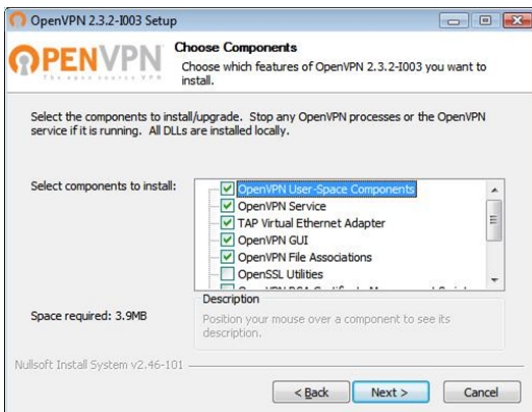 OpenVPN 2.3.2-I003 Setup
OPENVPN
The open source VPN
Choose Components
Choose which features of OpenVPN 2.3.2-I003 you want to
install.
Select the components to install/upgrade. Stop any OpenVPN processes or the OpenVPN
service if it is running. All DLLs are installed locally.
Select components to install:
OpenVPN User-Space Components
OpenVPN Service
TAP Virtual Ethernet Adapter
OpenVPN GUI
OpenVPN File Associations
OpenSSL Utilities
Space required: 3.9MB
Description
Position your mouse over a component to see its
description.
Nullsoft Install System v2.46-101
< Back
Next >
Cancel